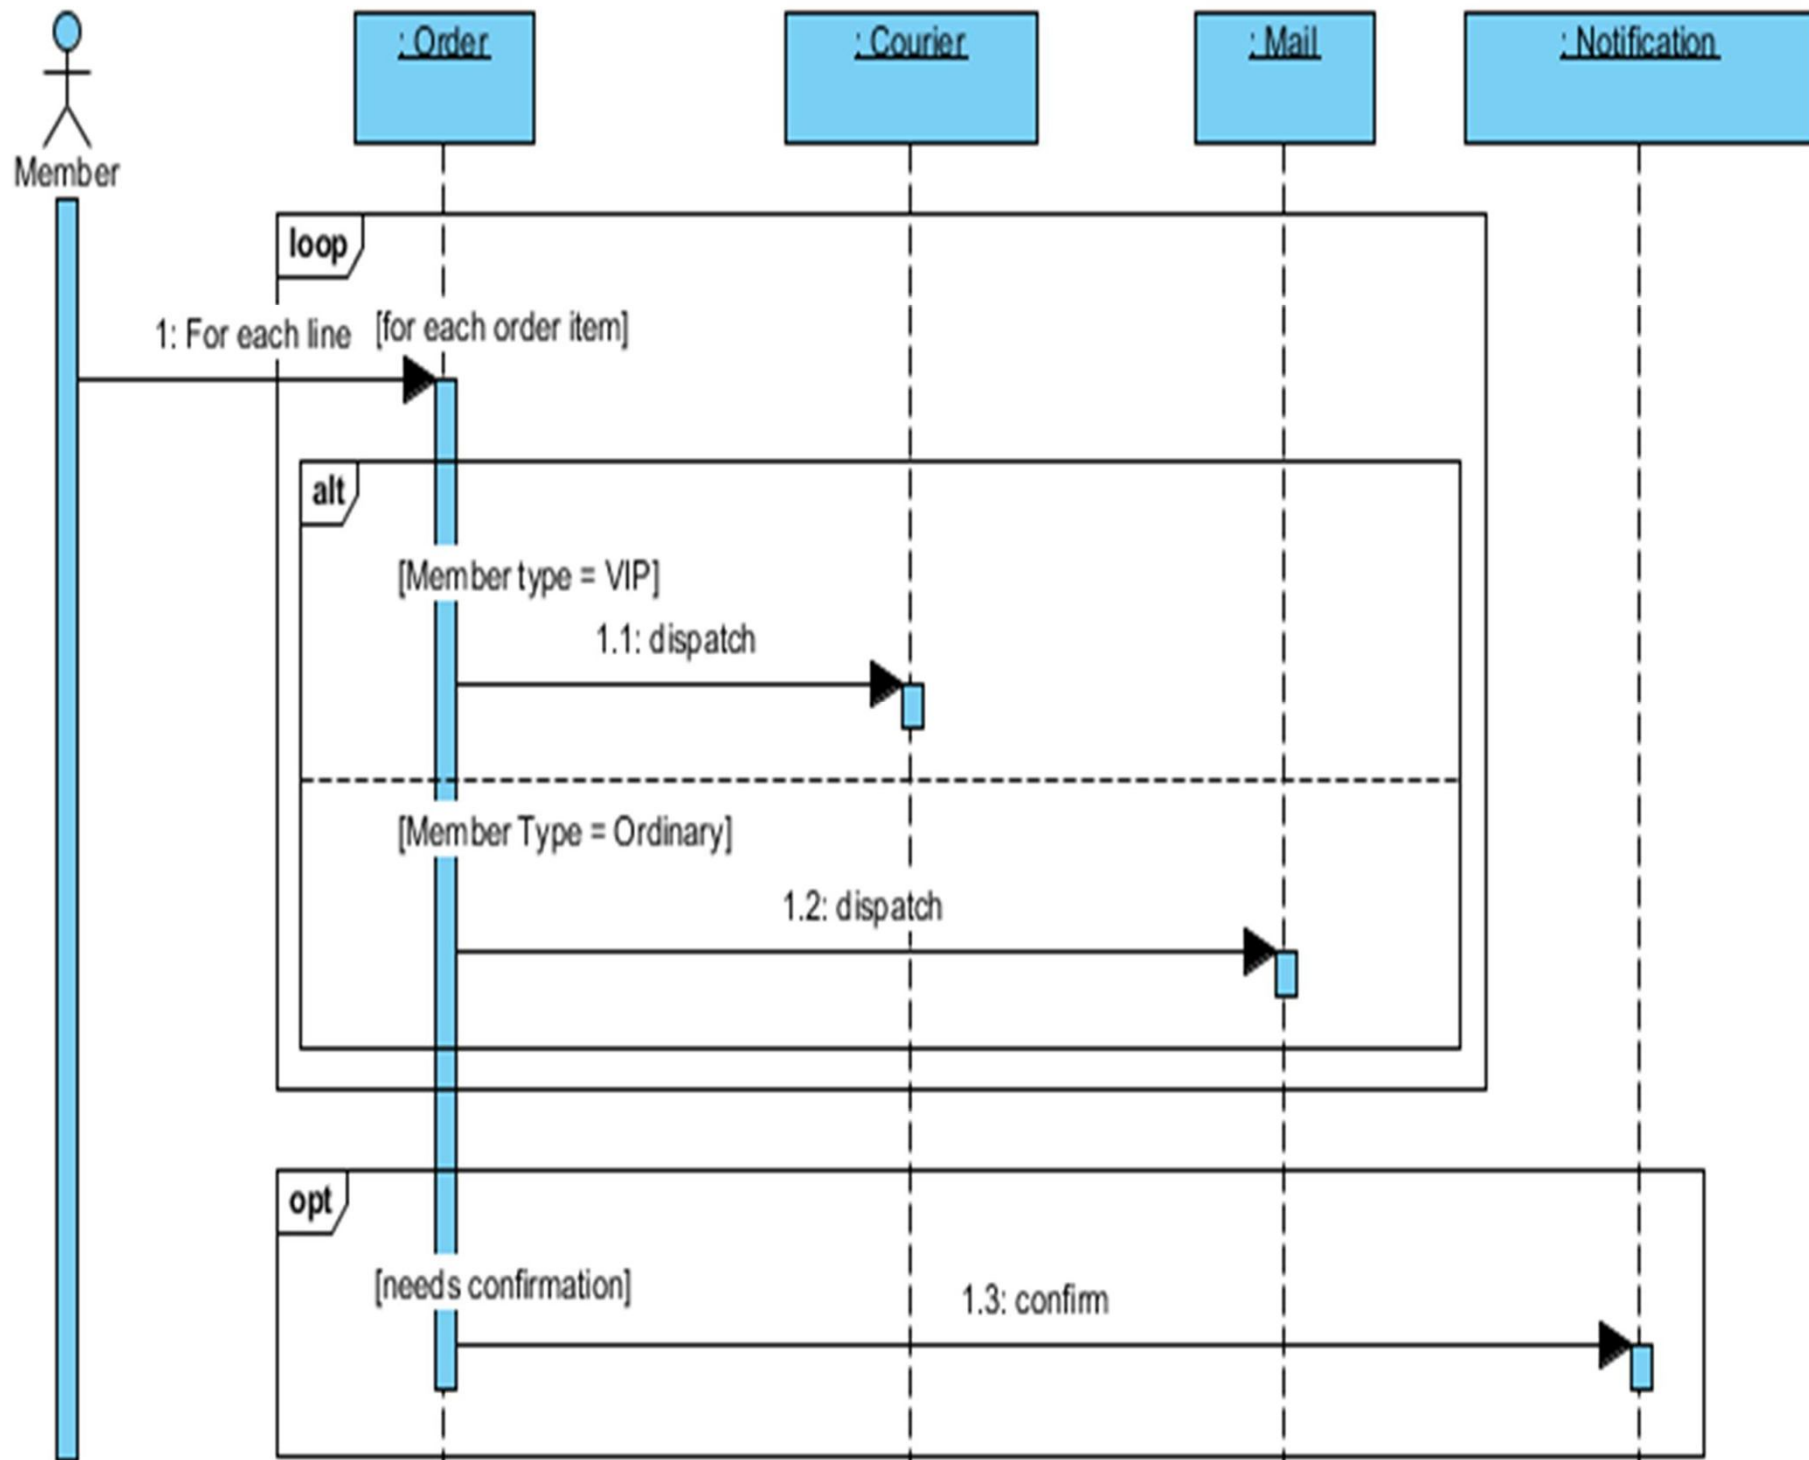 : Order
: Courier
: Mail
: Notification
Member
loop
1: For each line
[for each order item]
alt
[Member type = VIP]
1.1: dispatch
[Member Type = Ordinary]
1.2: dispatch
opt
[needs confirmation]
1.3: confirm